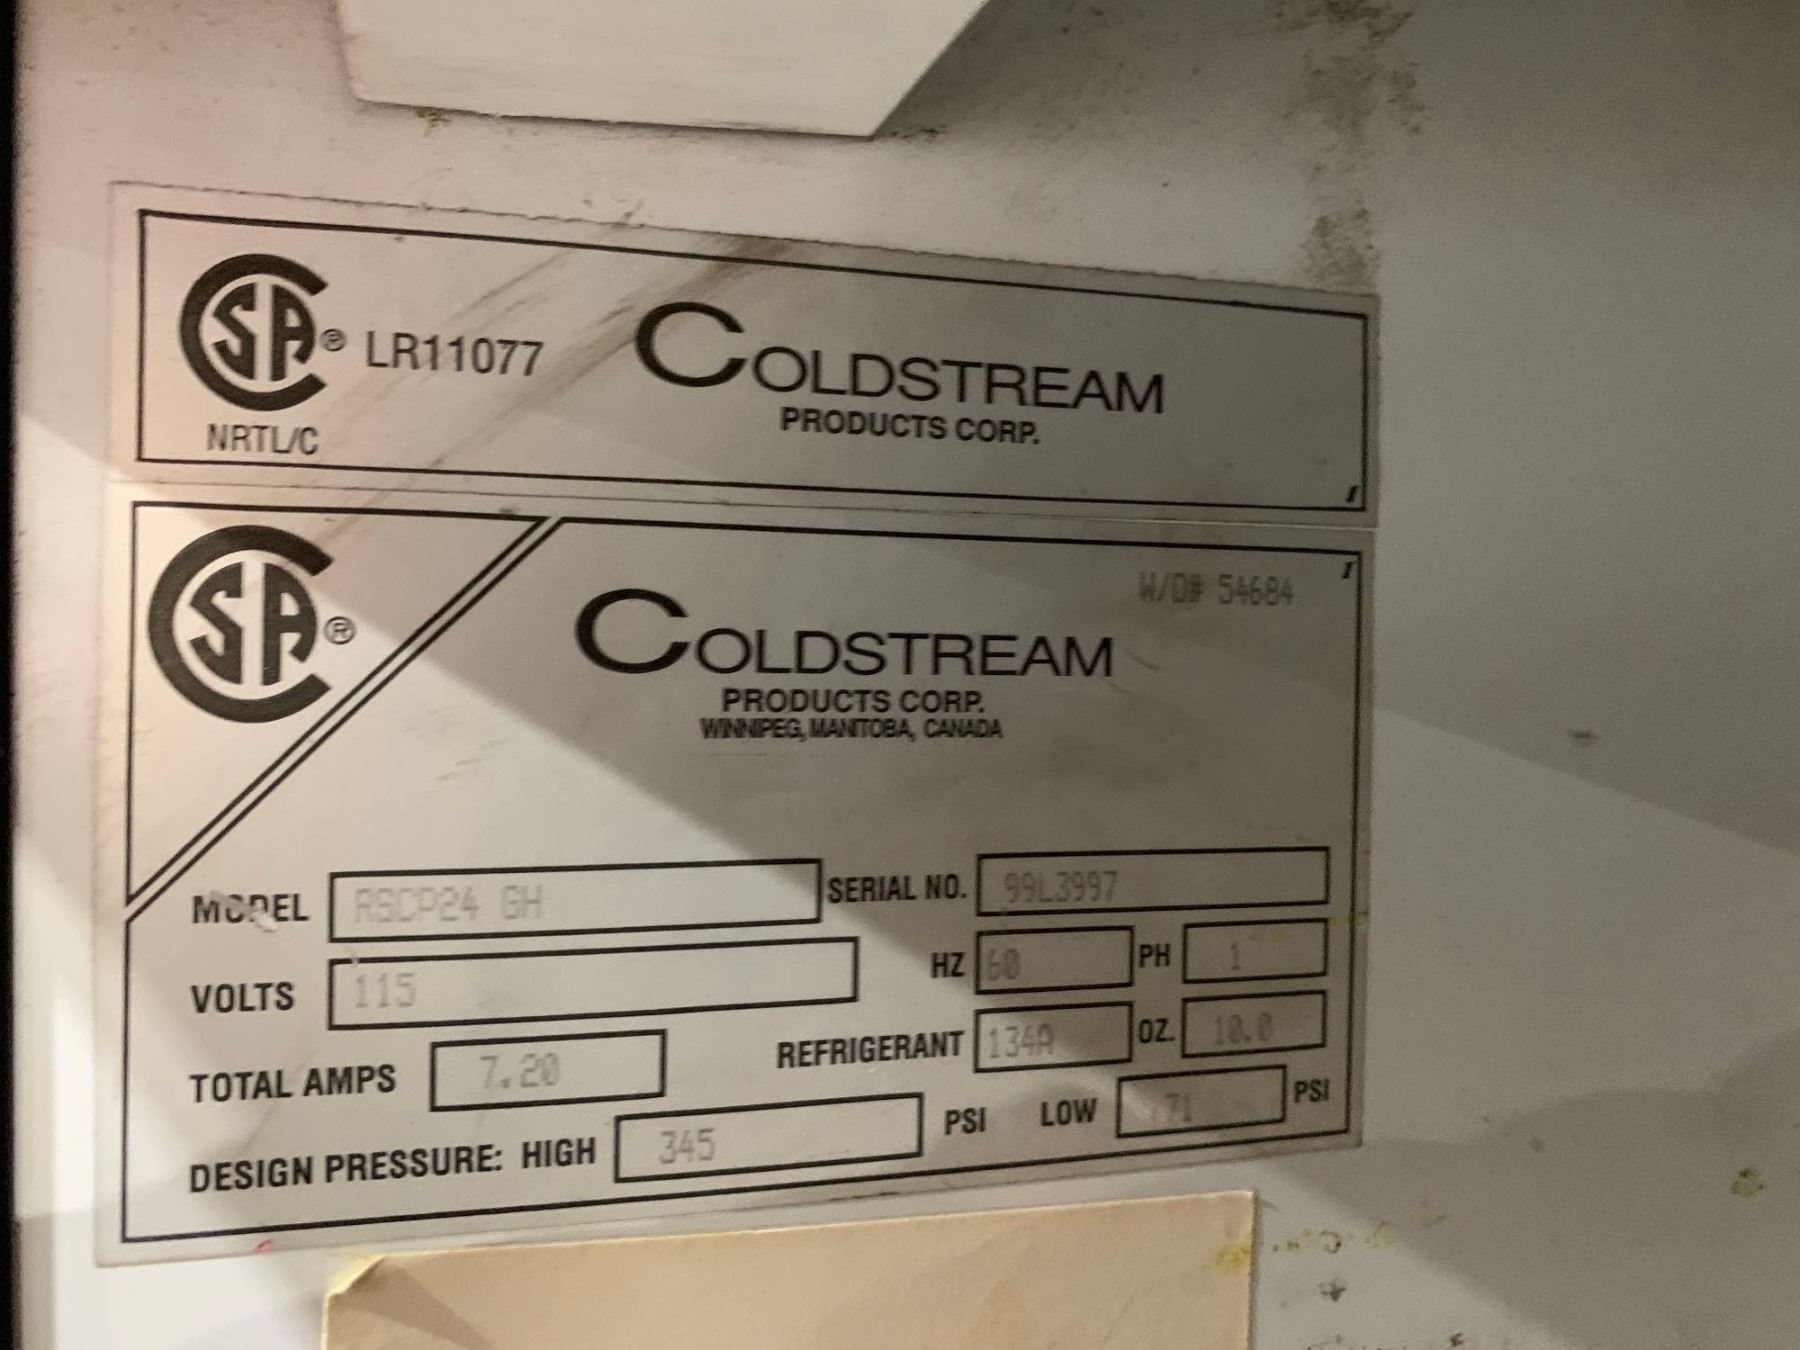 CSA® LR11077
NRTL/C
COLDSTREAM
PRODUCTS CORP.
CSA®
W/O# 54684
COLDSTREAM
PRODUCTS CORP.
WINNIPEG, MANITOBA, CANADA
MODEL RSCP24 GH SERIAL NO. 99L3997
VOLTS 115 HZ 60 PH 1
TOTAL AMPS 7.20 REFRIGERANT 134A OZ. 10.0
DESIGN PRESSURE: HIGH 345 PSI LOW 71 PSI